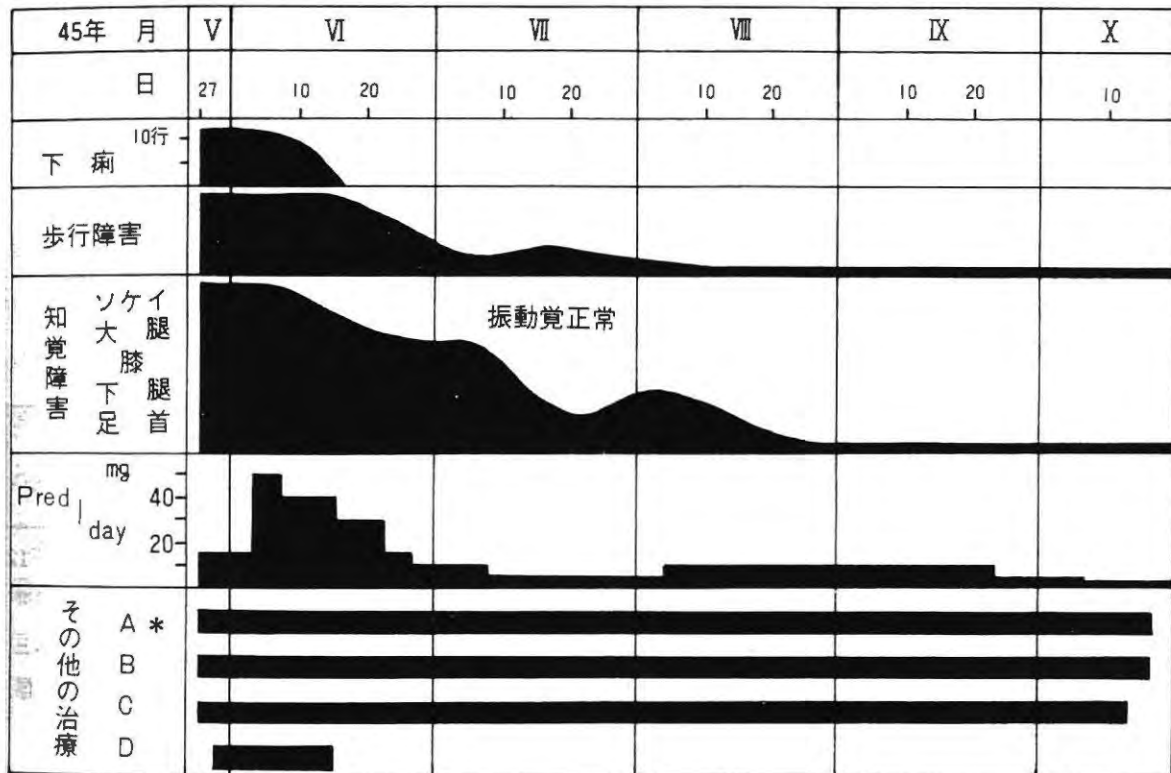 45年 月 V VI VII VIII IX X
日 27 10 20 10 20 10 20 10 20 10
下痢 10行
歩行障害
知覚障害
ソケイ
大腿
膝
下腿
足首
振動覚正常
Pred mg/day
40
20
その他の治療
A *
B
C
D